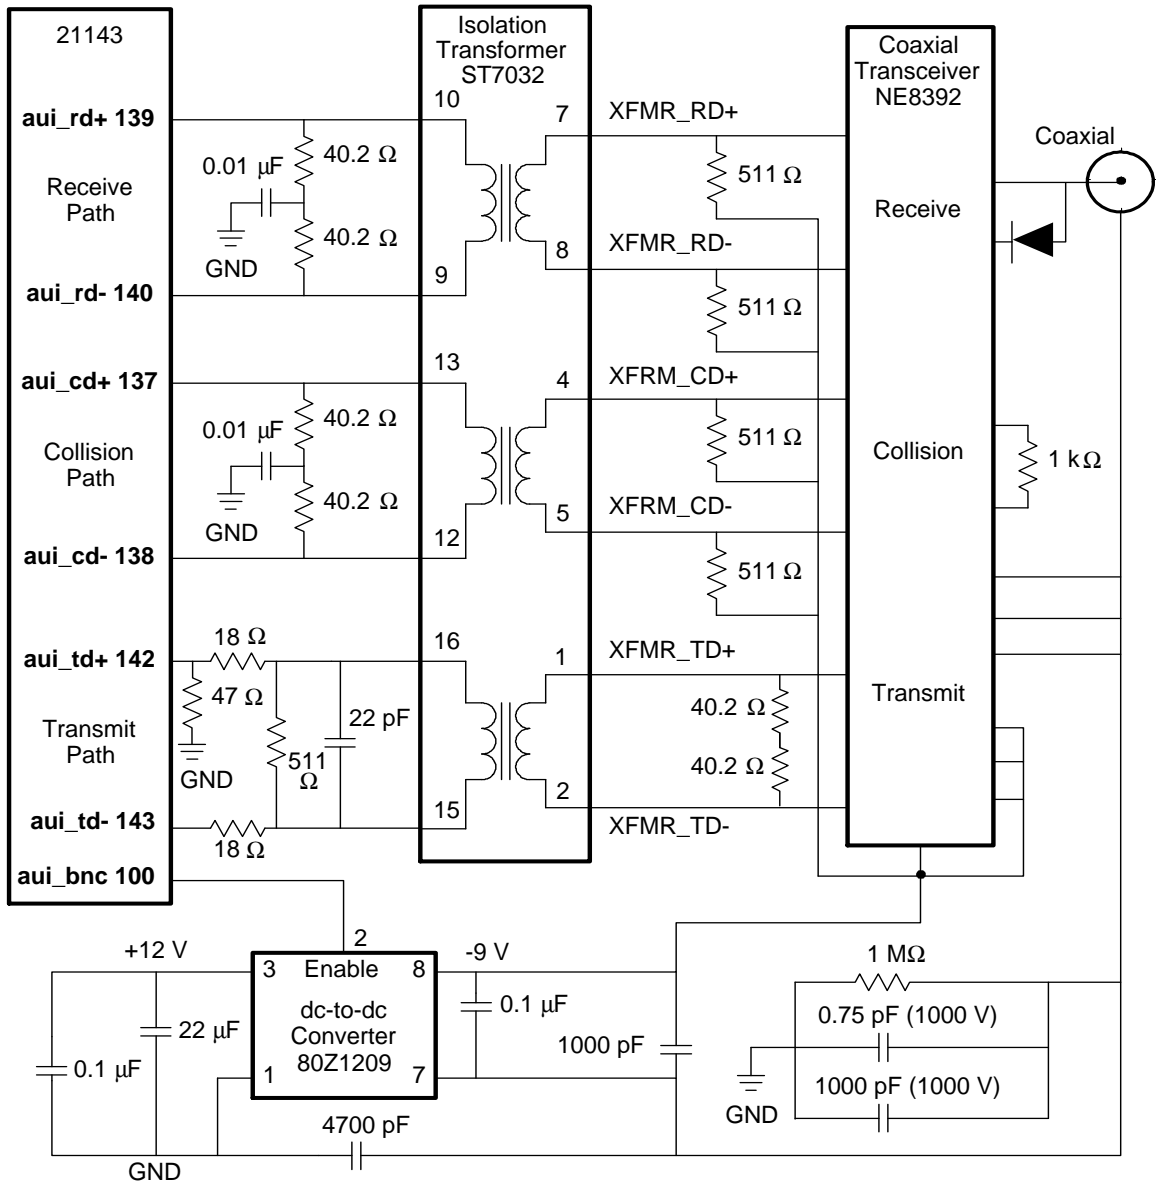 21143
Isolation
Transformer
ST7032
Coaxial
Transceiver
NE8392
aui_rd+ 139
10
7
XFMR_RD+
Coaxial
0.01 µF
40.2 Ω
511 Ω
Receive
Path
Receive
40.2 Ω
GND
8
XFMR_RD-
9
aui_rd- 140
511 Ω
13
4
XFRM_CD+
aui_cd+ 137
0.01 µF
40.2 Ω
511 Ω
Collision
Path
Collision
1 kΩ
40.2 Ω
GND
5
XFRM_CD-
12
aui_cd- 138
511 Ω
18 Ω
16
1
XFMR_TD+
aui_td+ 142
47 Ω
Transmit
40.2 Ω
22 pF
Transmit
Path
GND
511
Ω
40.2 Ω
15
2
aui_td- 143
XFMR_TD-
18 Ω
aui_bnc 100
2
+12 V
-9 V
1 MΩ
3 Enable 8
dc-to-dc
Converter
80Z1209
0.1 µF
0.75 pF (1000 V)
22 µF
1000 pF
0.1 µF
1
7
1000 pF (1000 V)
GND
4700 pF
GND